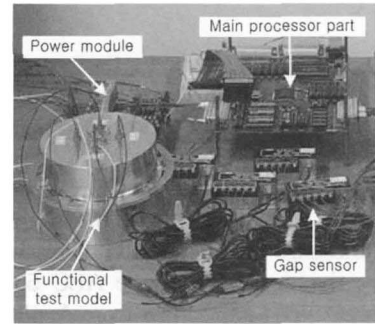 Main processor part
Power module
Functional
test model
Gap sensor